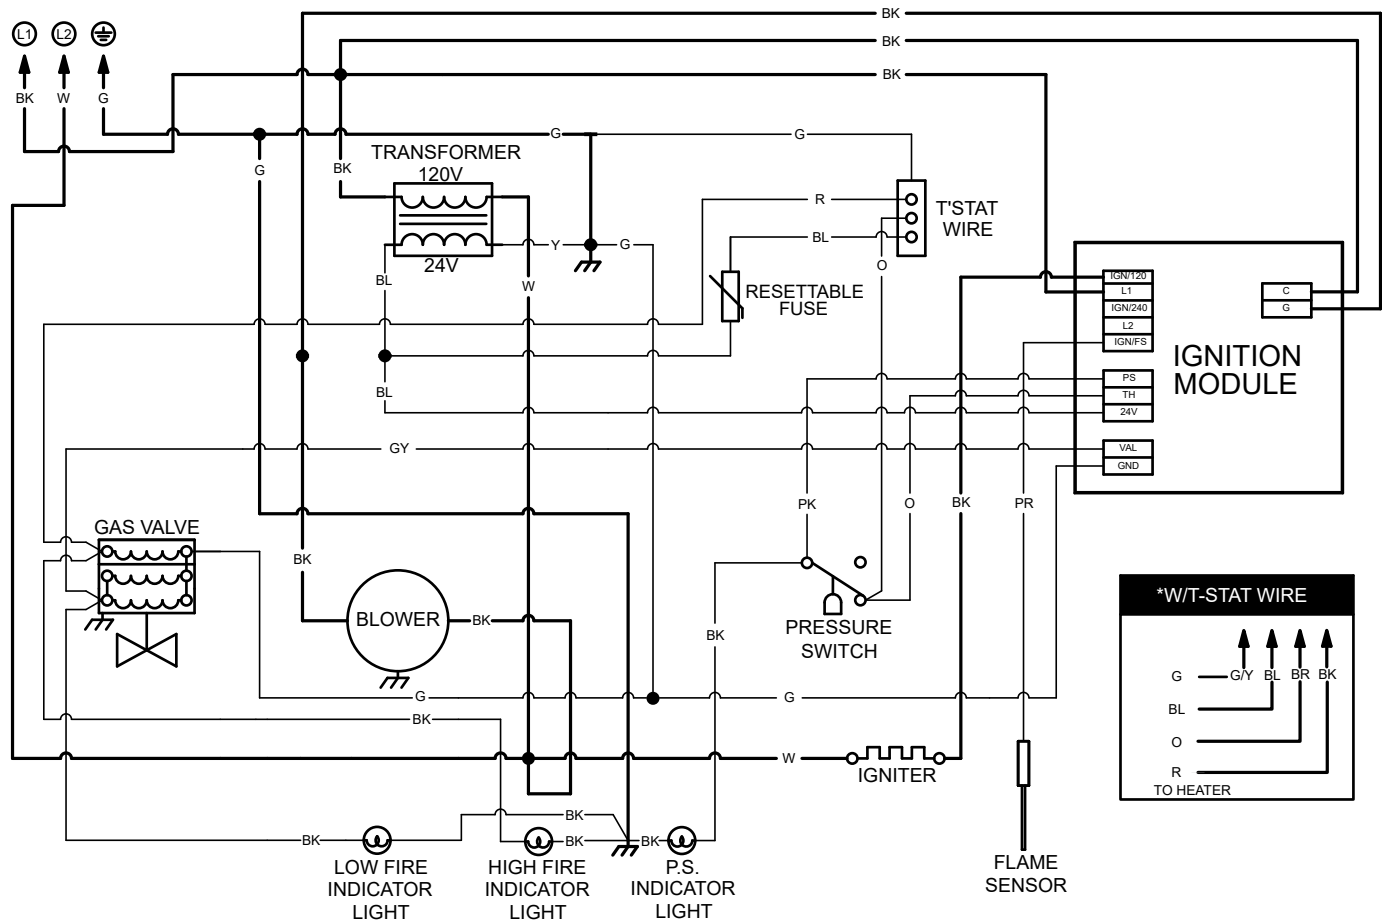 BK
BK
L1
L2
BK
BK
W
G
G
G
TRANSFORMER
120V
BK
G
R
T'STAT
WIRE
Y
G
BL
24V
O
BL
W
RESETTABLE
FUSE
IGN/120
L1
IGN/240
L2
IGN/FS
C
G
IGNITION
MODULE
PS
TH
24V
BL
GY
VAL
GND
PK
O
BK
PR
GAS VALVE
BK
BLOWER
BK
PRESSURE
SWITCH
BK
*W/T-STAT WIRE
G
G/Y
BL
BR
BK
BL
O
R
TO HEATER
G
G
BK
W
IGNITER
BK
BK
BK
BK
LOW FIRE
INDICATOR
LIGHT
HIGH FIRE
INDICATOR
LIGHT
P.S.
INDICATOR
LIGHT
FLAME
SENSOR